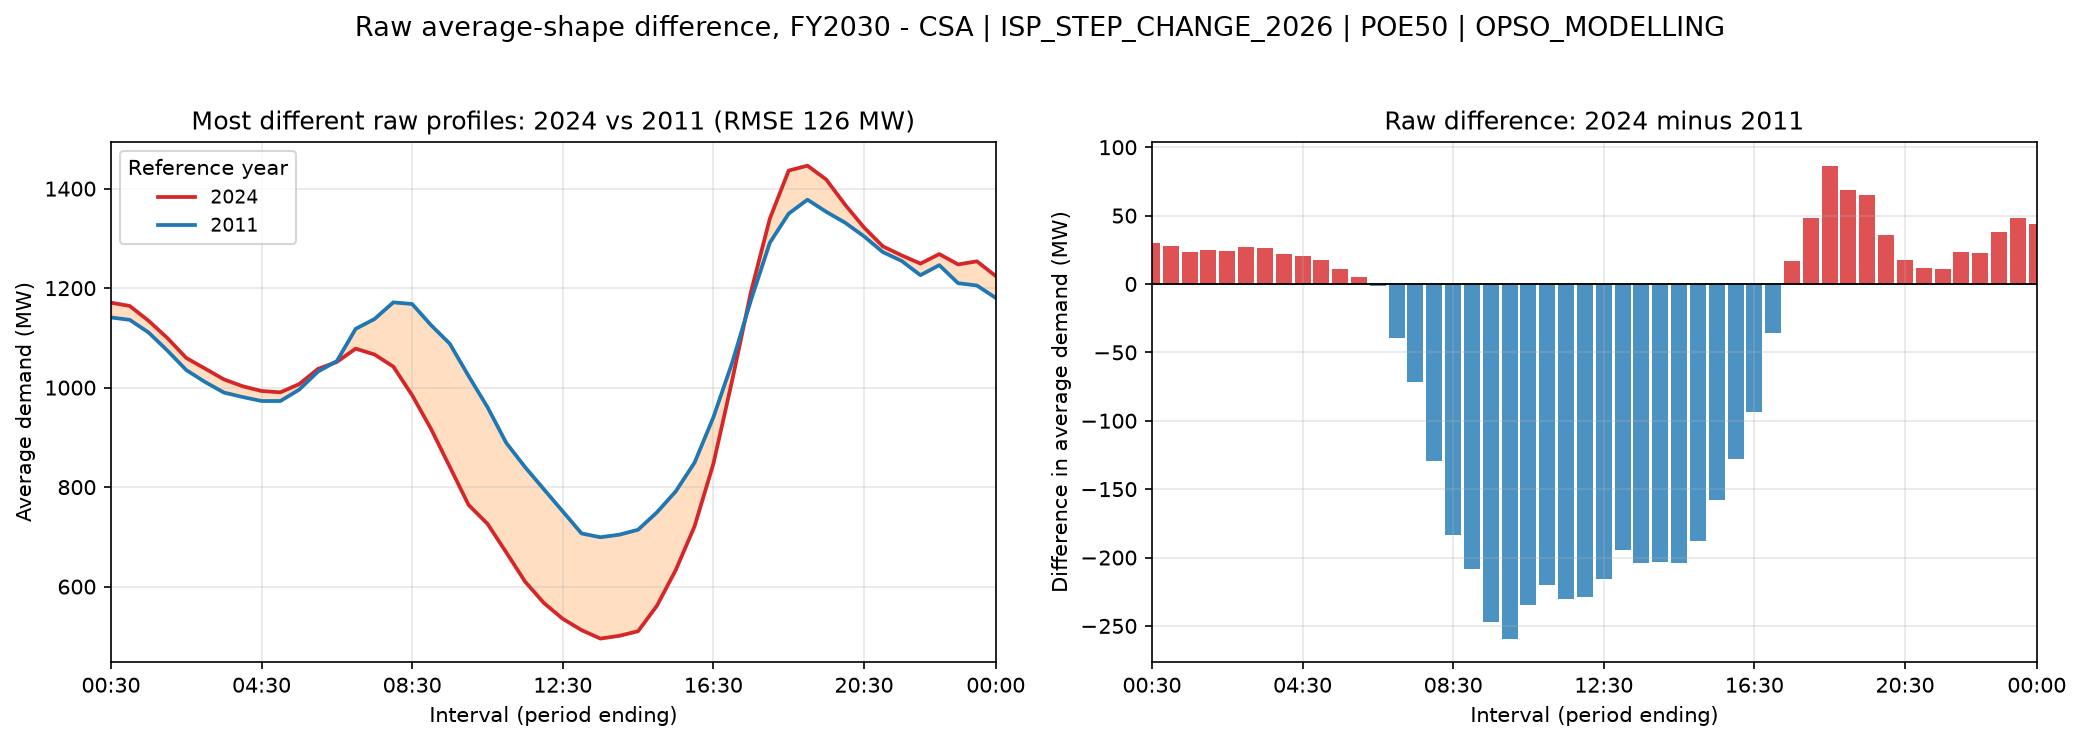 Raw average-shape difference, FY2030 - CSA | ISP_STEP_CHANGE_2026 | POE50 | OPSO_MODELLING
Most different raw profiles: 2024 vs 2011 (RMSE 126 MW)
Average demand (MW)
1400
1200
1000
800
600
Reference year
2024
2011
00:30 04:30 08:30 12:30 16:30 20:30 00:00
Interval (period ending)
Raw difference: 2024 minus 2011
Difference in average demand (MW)
100
50
0
−50
−100
−150
−200
−250
00:30 04:30 08:30 12:30 16:30 20:30 00:00
Interval (period ending)